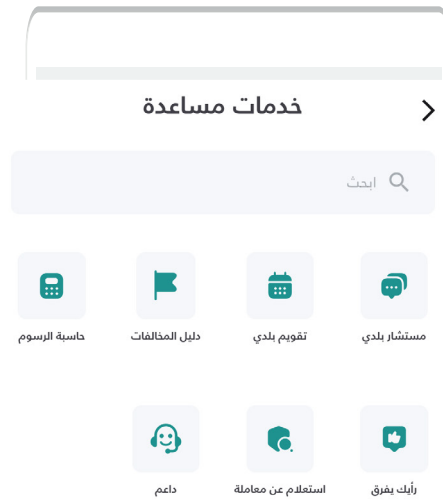 خدمات مساعدة
ابحث
مستشار بلدي
تقويم بلدي
دليل المخالفات
حاسبة الرسوم
رأيك يفرق
استعلام عن معاملة
داعم